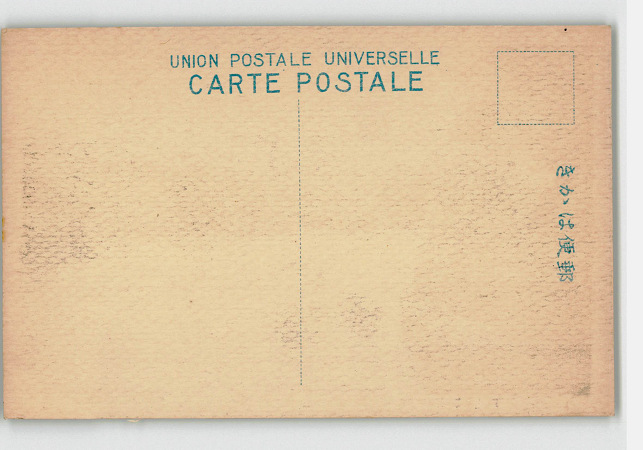 UNION POSTALE UNIVERSELLE
CARTE POSTALE
きかは便郵